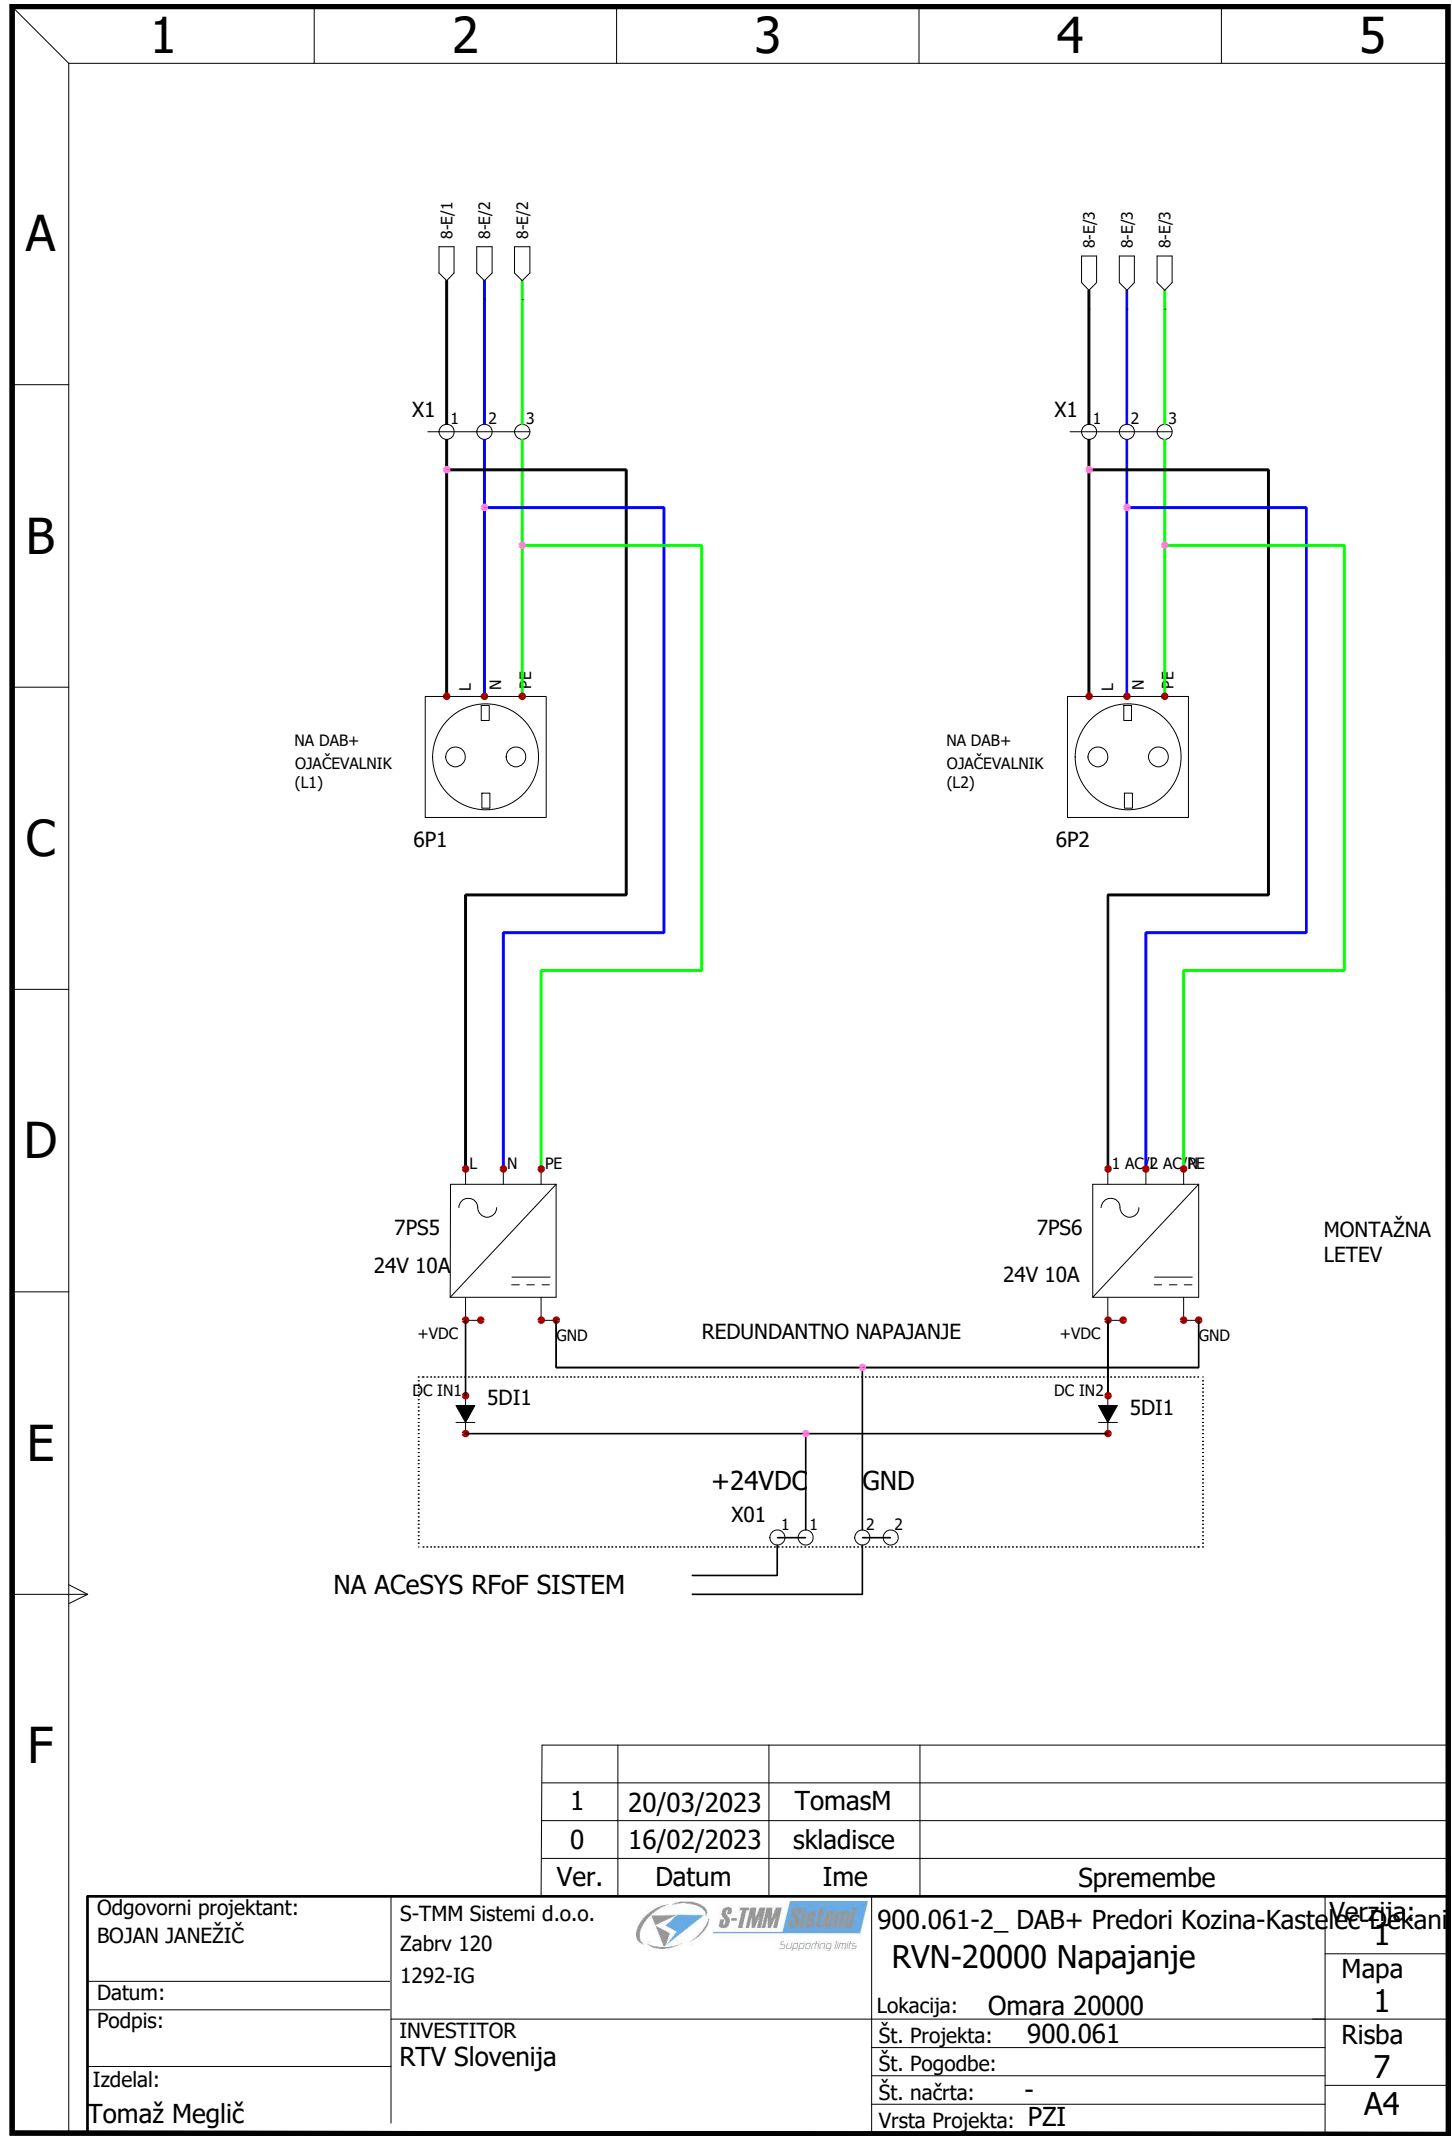 1 2 3 4 5
A
8-E/1 8-E/2 8-E/2 8-E/3 8-E/3 8-E/3
X1 1 2 3 X1 1 2 3
B
L N PE L N PE
NA DAB+
OJAČEVALNIK
(L1)
NA DAB+
OJAČEVALNIK
(L2)
C
6P1 6P2
D
L N PE 1 AC/L 2 AC/N PE
7PS5
24V 10A
7PS6
24V 10A
MONTAŽNA
LETEV
+VDC GND REDUNDANTNO NAPAJANJE +VDC GND
DC IN1 5DI1 DC IN2 5DI1
E
+24VDC GND
X01 1 1 2 2
NA ACeSYS RFoF SISTEM
F
1 20/03/2023 TomasM
0 16/02/2023 skladisce
Ver. Datum Ime Spremembe
Odgovorni projektant:
BOJAN JANEŽIČ
Datum:
Podpis:
Izdelal:
Tomaž Meglič
S-TMM Sistemi d.o.o.
Zabrv 120
1292-IG
S-TMM Sistemi
Supporting limits
INVESTITOR
RTV Slovenija
900.061-2_ DAB+ Predori Kozina-Kastelec-Dekani
RVN-20000 Napajanje
Lokacija: Omara 20000
Št. Projekta: 900.061
Št. Pogodbe:
Št. načrta: -
Vrsta Projekta: PZI
Verzija:
1
Mapa
1
Risba
7
A4